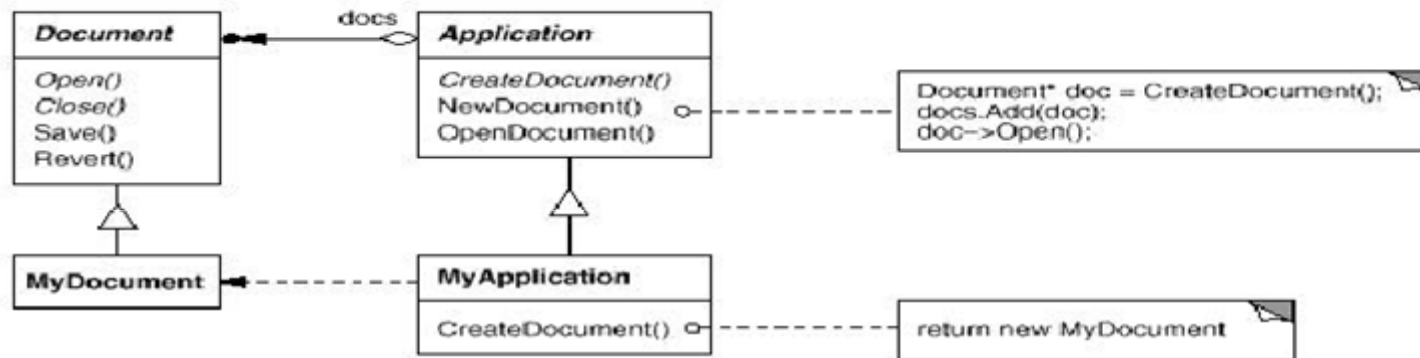 docs
Document
Open()
Close()
Save()
Revert()
Application
CreateDocument()
NewDocument()
OpenDocument()
Document* doc = CreateDocument();
docs.Add(doc);
doc->Open();
MyDocument
MyApplication
CreateDocument()
return new MyDocument